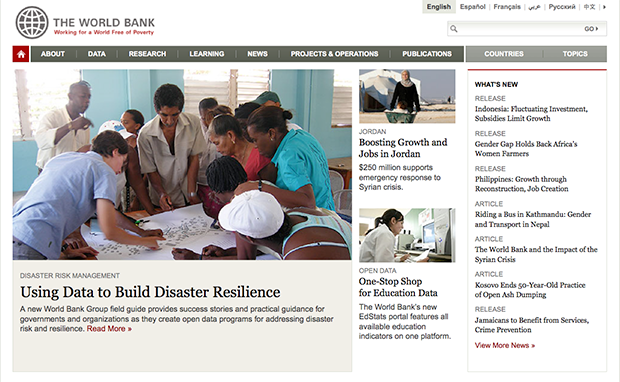 English Español Français عربي Русский 中文
THE WORLD BANK
Working for a World Free of Poverty
GO
ABOUT DATA RESEARCH LEARNING NEWS PROJECTS & OPERATIONS PUBLICATIONS COUNTRIES TOPICS
DISASTER RISK MANAGEMENT
Using Data to Build Disaster Resilience
A new World Bank Group field guide provides success stories and practical guidance for
governments and organizations as they create open data programs for addressing disaster
risk and resilience. Read More »
JORDAN
Boosting Growth and
Jobs in Jordan
$250 million supports
emergency response to
Syrian crisis.
OPEN DATA
One-Stop Shop
for Education Data
The World Bank's new
EdStats portal features all
available education
indicators on one platform.
WHAT'S NEW
RELEASE
Indonesia: Fluctuating Investment,
Subsidies Limit Growth
RELEASE
Gender Gap Holds Back Africa's
Women Farmers
RELEASE
Philippines: Growth through
Reconstruction, Job Creation
ARTICLE
Riding a Bus in Kathmandu: Gender
and Transport in Nepal
ARTICLE
The World Bank and the Impact of the
Syrian Crisis
ARTICLE
Kosovo Ends 50-Year-Old Practice
of Open Ash Dumping
RELEASE
Jamaicans to Benefit from Services,
Crime Prevention
View More News »